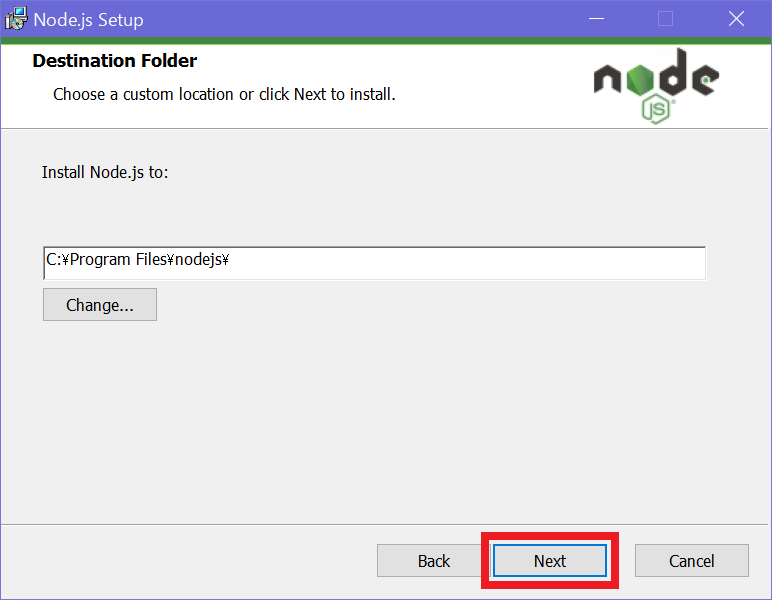 Node.js Setup
Destination Folder
Choose a custom location or click Next to install.
node
JS
Install Node.js to:
C:¥Program Files¥nodejs¥
Change...
Back
Next
Cancel